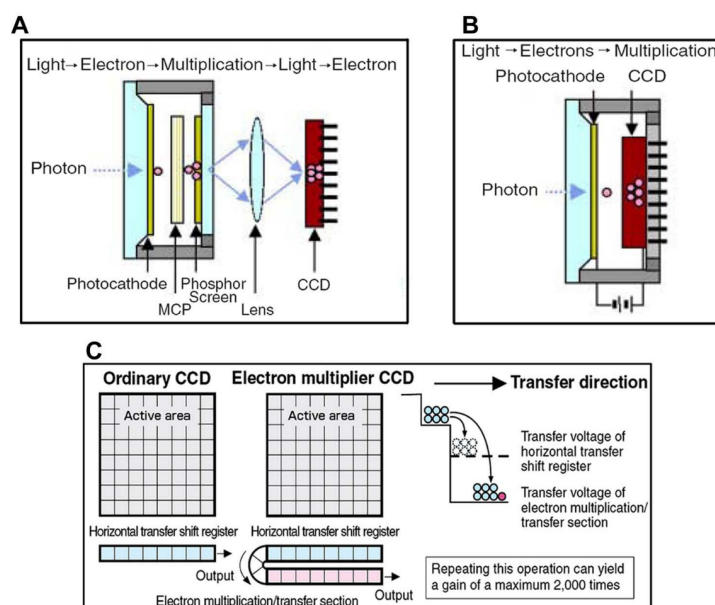 A
Light→Electron→Multiplication→Light→Electron
Photon
Photocathode
MCP
Phosphor
Screen
Lens
CCD
B
Light→Electrons→Multiplication
Photocathode
CCD
Photon
C
Ordinary CCD
Active area
Horizontal transfer shift register
Output
Electron multiplier CCD
Active area
Horizontal transfer shift register
Output
Electron multiplication/transfer section
Transfer direction
Transfer voltage of
horizontal transfer
shift register
Transfer voltage of
electron multiplication/
transfer section
Repeating this operation can yield
a gain of a maximum 2,000 times